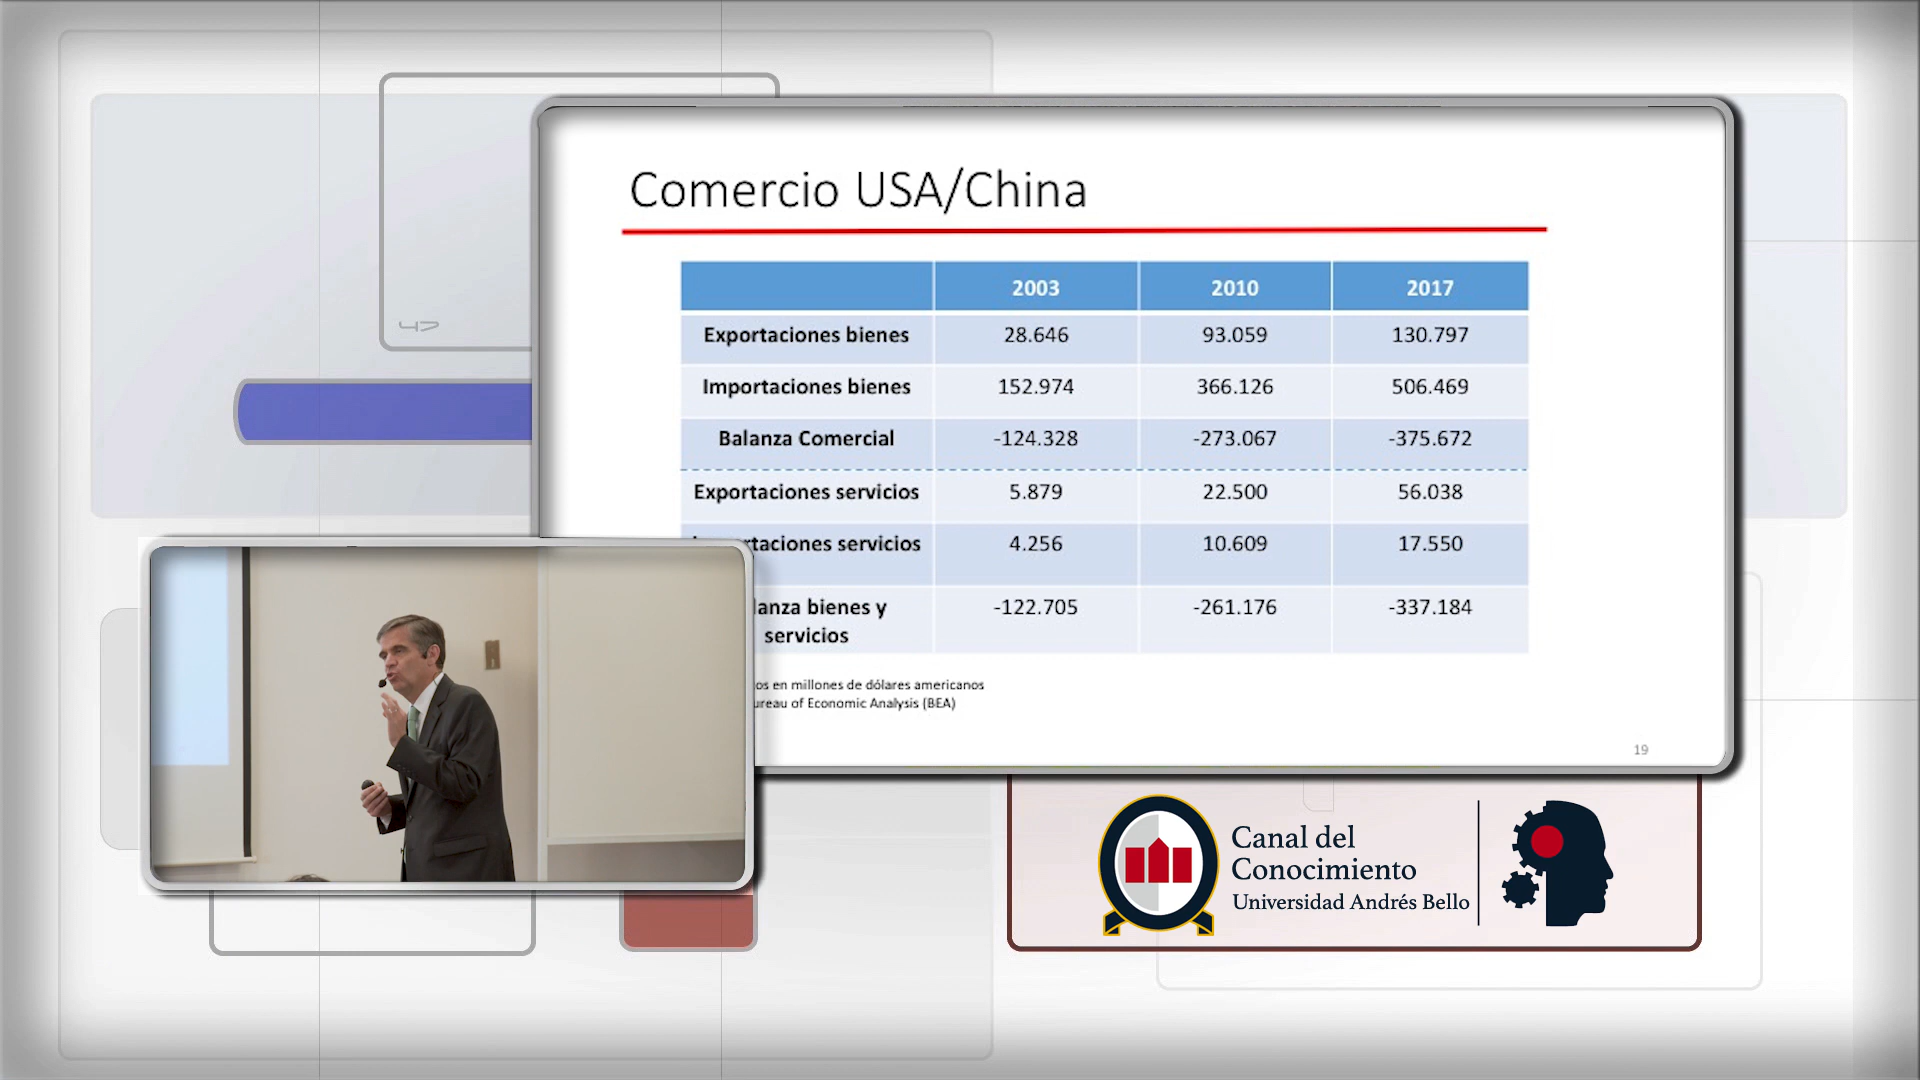 Comercio USA/China
2003 2010 2017
Exportaciones bienes 28.646 93.059 130.797
Importaciones bienes 152.974 366.126 506.469
Balanza Comercial -124.328 -273.067 -375.672
Exportaciones servicios 5.879 22.500 56.038
servicios 4.256 10.609 17.550
bienes y -122.705 -261.176 -337.184
servicios
en millones de dólares americanos
of Economic Analysis (BEA)
19
Canal del
Conocimiento
Universidad Andrés Bello